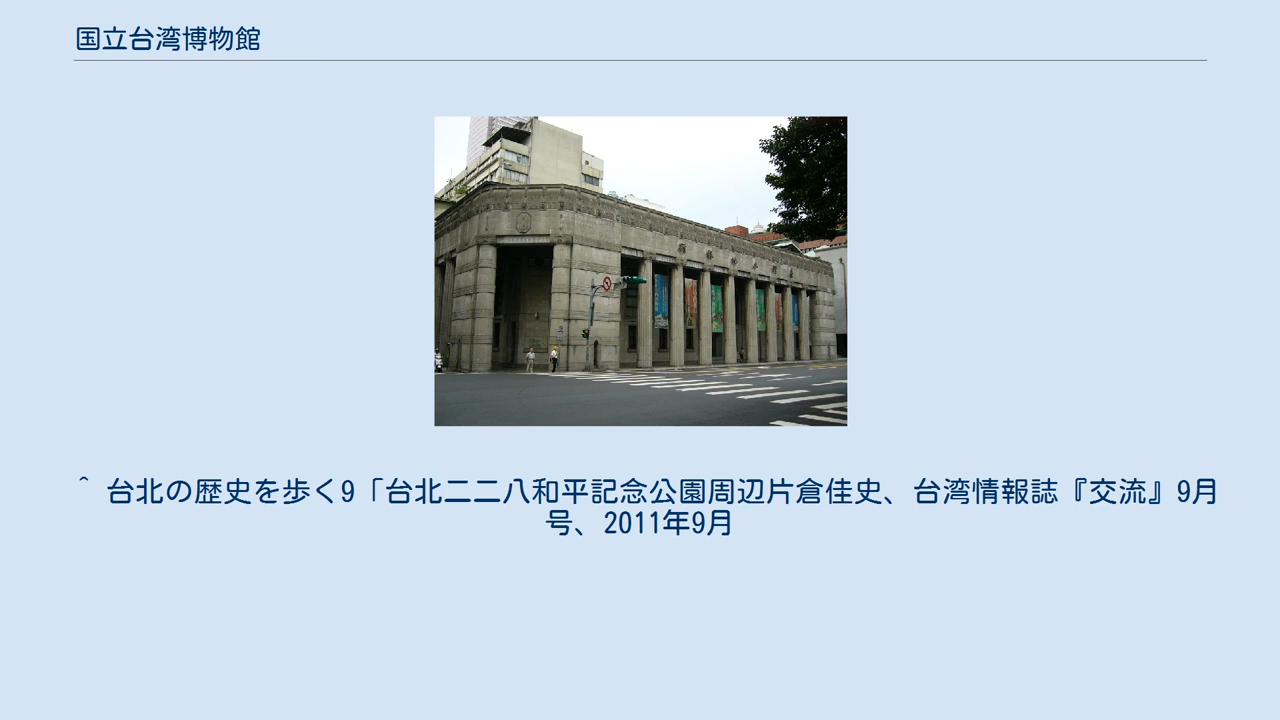 国立台湾博物館
^ 台北の歴史を歩く9「台北二二八和平記念公園周辺片倉佳史、台湾情報誌『交流』9月
号、2011年9月